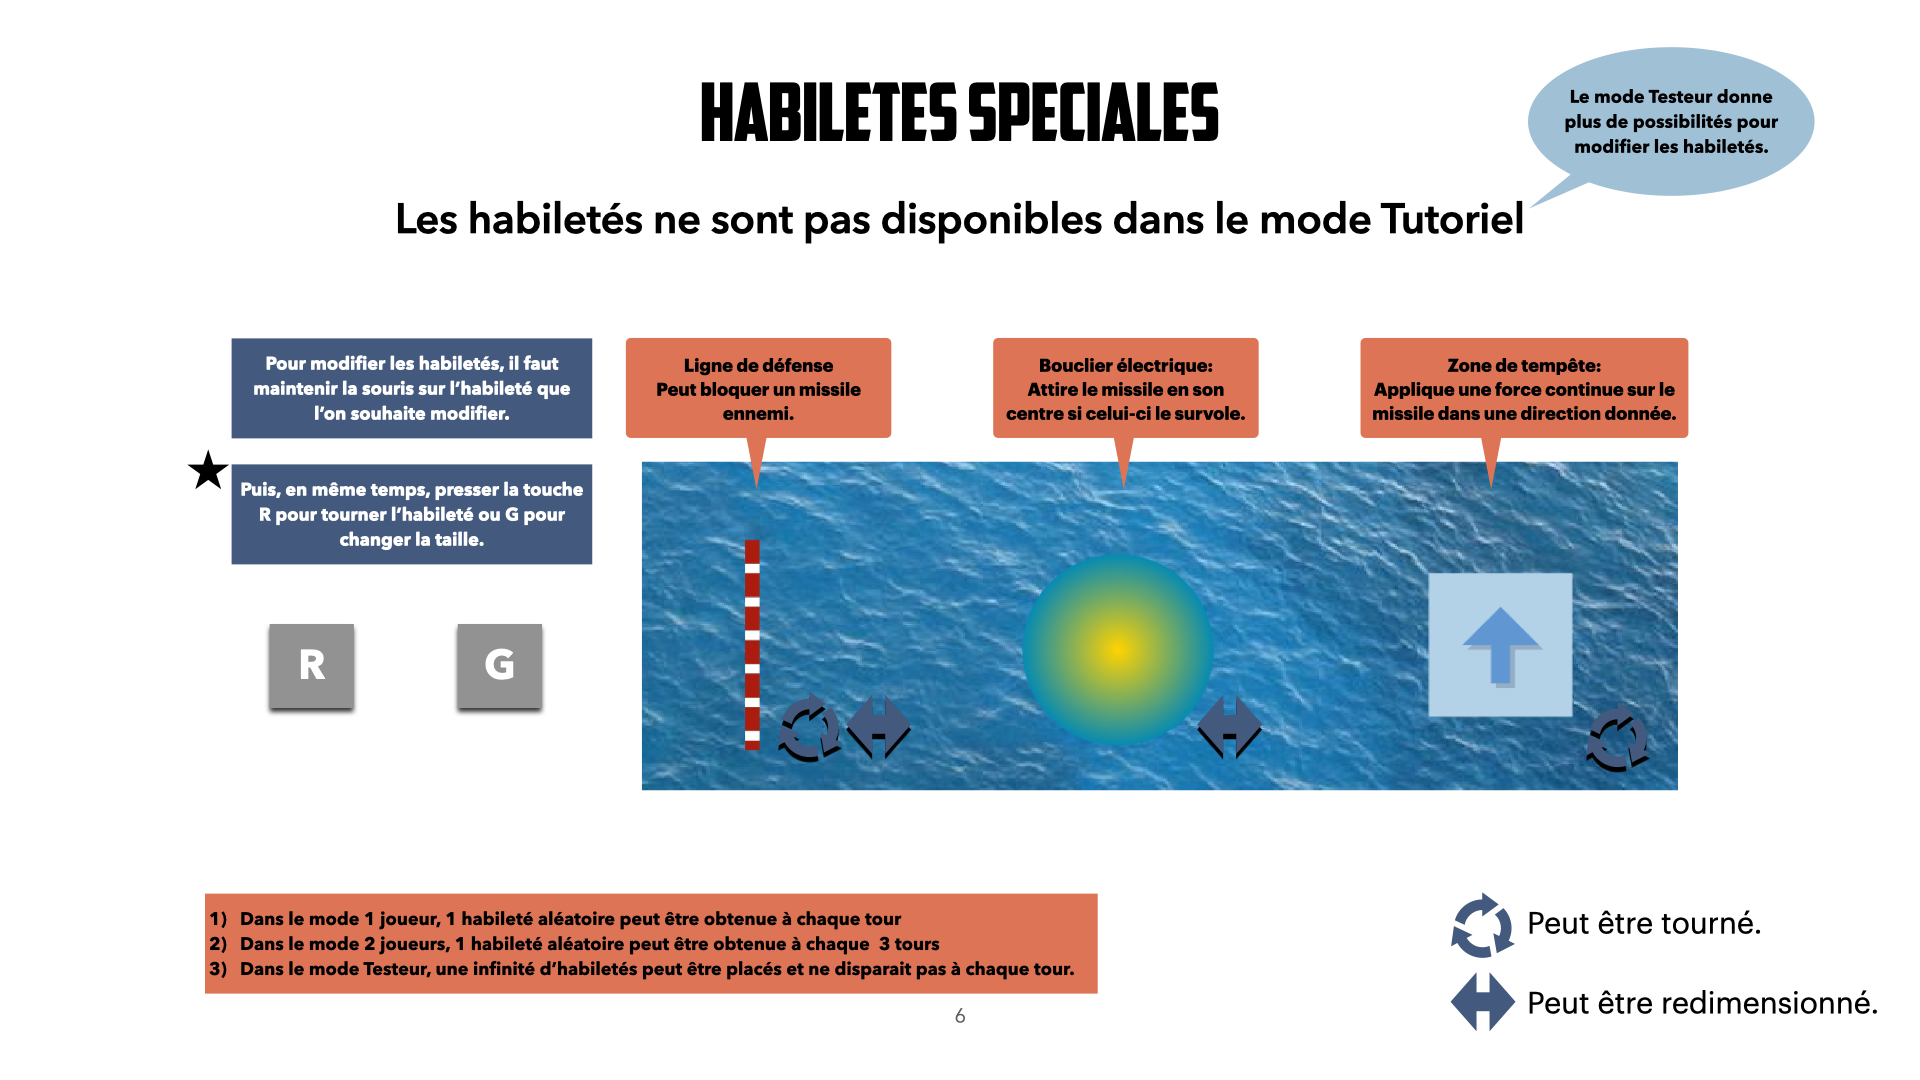 HABILETES SPECIALES
Le mode Testeur donne
plus de possibilités pour
modifier les habiletés.
Les habiletés ne sont pas disponibles dans le mode Tutoriel
Pour modifier les habiletés, il faut
maintenir la souris sur l'habileté que
l'on souhaite modifier.
Puis, en même temps, presser la touche
R pour tourner l'habileté ou G pour
changer la taille.
R
G
Ligne de défense
Peut bloquer un missile
ennemi.
Bouclier électrique:
Attire le missile en son
centre si celui-ci le survole.
Zone de tempête:
Applique une force continue sur le
missile dans une direction donnée.
1) Dans le mode 1 joueur, 1 habileté aléatoire peut être obtenue à chaque tour
2) Dans le mode 2 joueurs, 1 habileté aléatoire peut être obtenue à chaque 3 tours
3) Dans le mode Testeur, une infinité d'habiletés peut être placés et ne disparait pas à chaque tour.
Peut être tourné.
Peut être redimensionné.
6